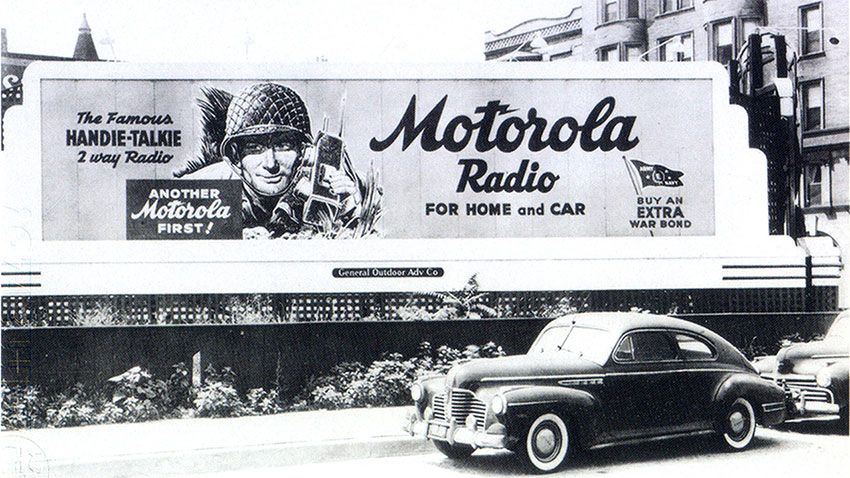 The Famous
HANDIE-TALKIE
2 way Radio
ANOTHER
Motorola
FIRST!
Motorola
Radio
FOR HOME and CAR
BUY AN
EXTRA
WAR BOND
General Outdoor Adv Co